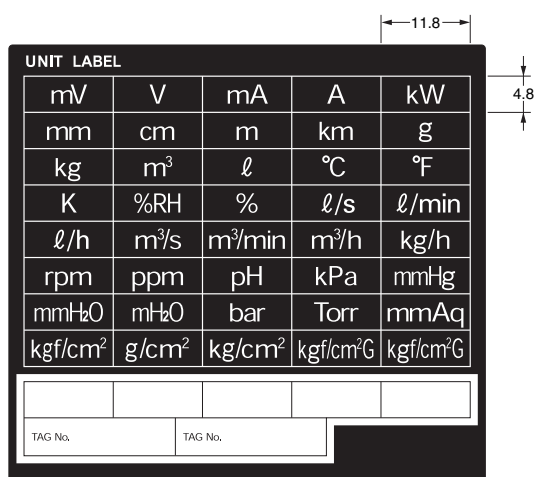 11.8
UNIT LABEL
4.8
mV V mA A kW
mm cm m km g
kg m³ ℓ °C °F
K %RH % ℓ/s ℓ/min
ℓ/h m³/s m³/min m³/h kg/h
rpm ppm pH kPa mmHg
mmH₂O mH₂O bar Torr mmAq
kgf/cm² g/cm² kg/cm² kgf/cm²G kgf/cm²G
TAG No. TAG No.